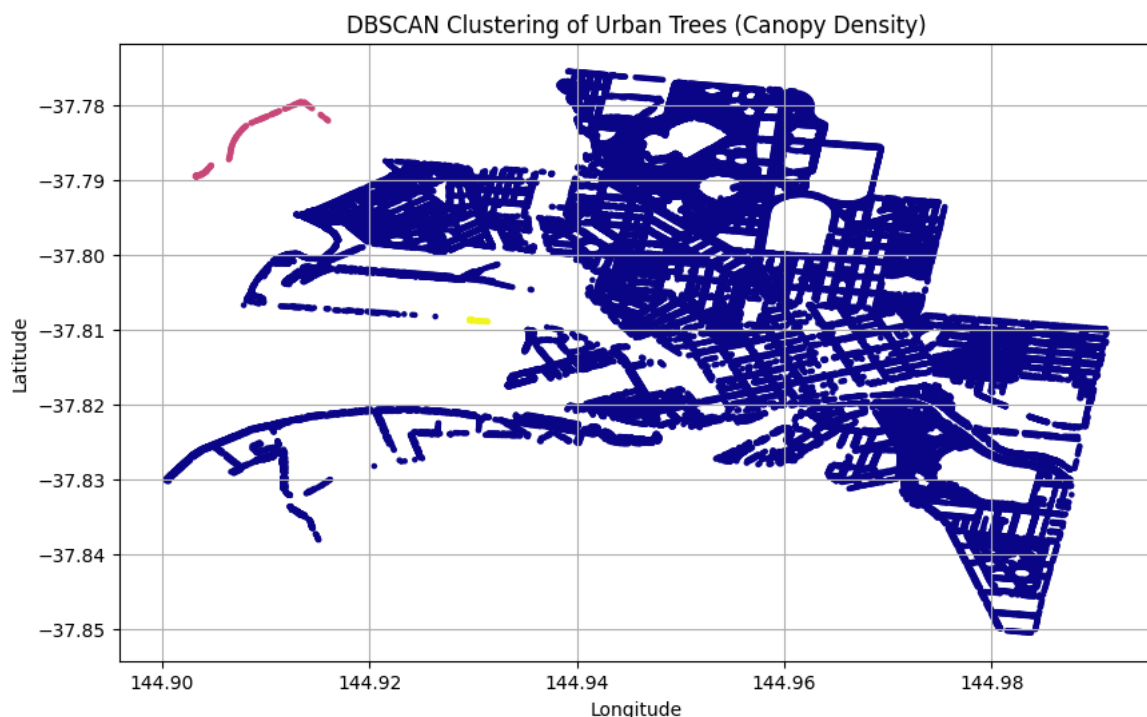 DBSCAN Clustering of Urban Trees (Canopy Density)
−37.78
−37.79
−37.80
−37.81
−37.82
−37.83
−37.84
−37.85
Latitude
144.90 144.92 144.94 144.96 144.98
Longitude